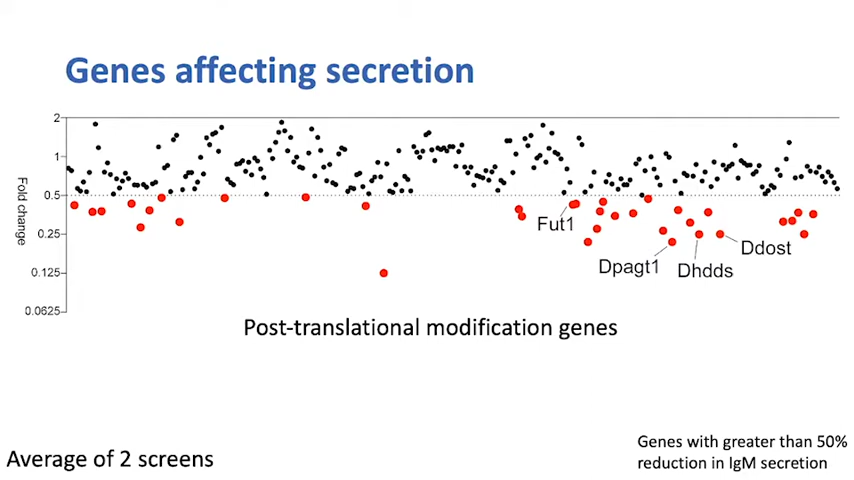 Genes affecting secretion
2
1
0.5
0.25
0.125
0.0625
Fold change
Fut1
Dpagt1
Dhdds
Ddost
Post-translational modification genes
Average of 2 screens
Genes with greater than 50%
reduction in IgM secretion